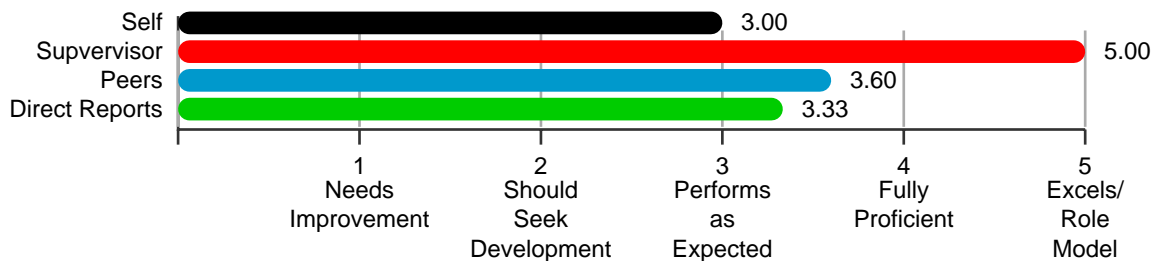 Self 3.00
Supvervisor 5.00
Peers 3.60
Direct Reports 3.33
1 2 3 4 5
Needs Should Performs Fully Excels/
Improvement Seek as Proficient Role
Development Expected Model